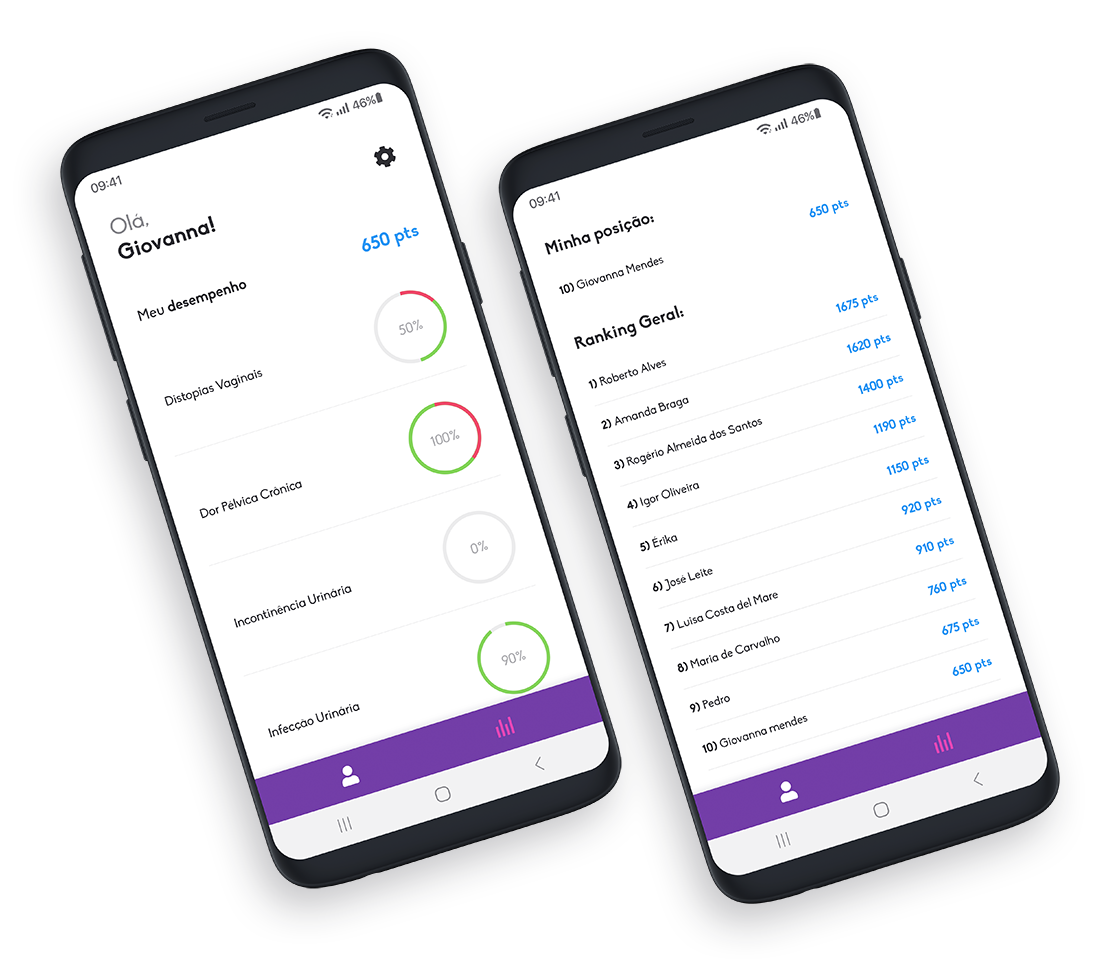 09:41
46%
Olá,
Giovanna!
650 pts
Meu desempenho
50%
Distopias Vaginais
100%
Dor Pélvica Crônica
0%
Incontinência Urinária
90%
Infecção Urinária
09:41
46%
Minha posição:
650 pts
10) Giovanna Mendes
Ranking Geral:
1675 pts
1) Roberto Alves
1620 pts
2) Amanda Braga
1400 pts
3) Rogério Almeida dos Santos
1190 pts
4) Igor Oliveira
1150 pts
5) Érika
920 pts
6) José Leite
910 pts
7) Luisa Costa del Mare
760 pts
8) Maria de Carvalho
675 pts
9) Pedro
650 pts
10) Giovanna mendes